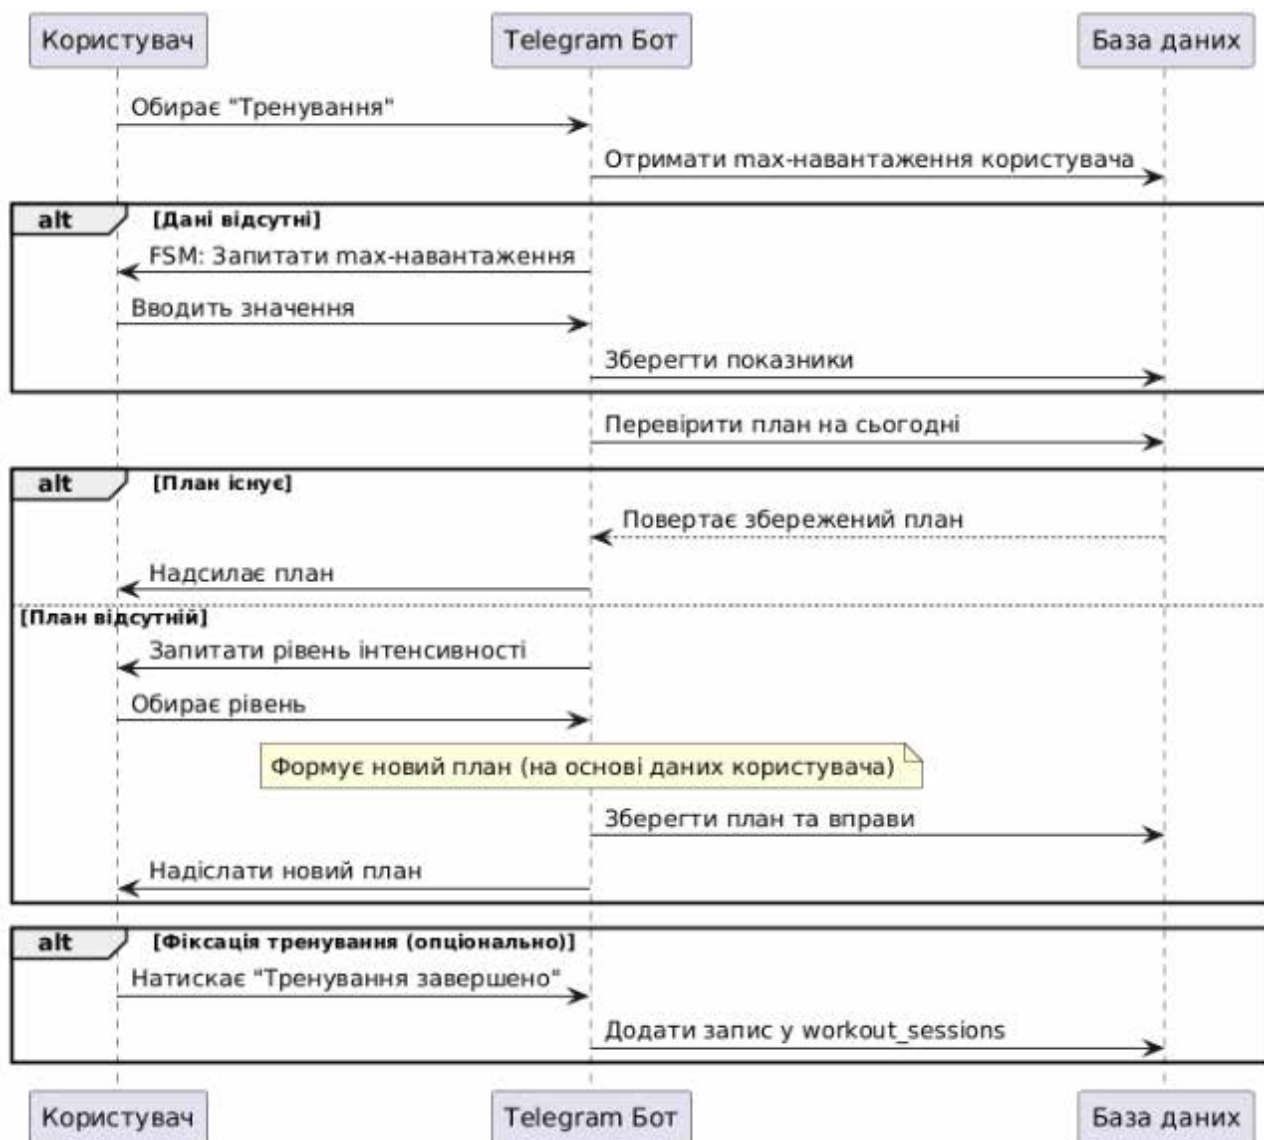 Користувач Telegram Бот База даних
Обирає "Тренування"
Отримати max-навантаження користувача
alt [Дані відсутні]
FSM: Запитати max-навантаження
Вводить значення
Зберегти показники
Перевірити план на сьогодні
alt [План існує]
Повертає збережений план
Надсилає план
[План відсутній]
Запитати рівень інтенсивності
Обирає рівень
Формує новий план (на основі даних користувача)
Зберегти план та вправи
Надіслати новий план
alt [Фіксація тренування (опціонально)]
Натискає "Тренування завершено"
Додати запис у workout_sessions
Користувач Telegram Бот База даних